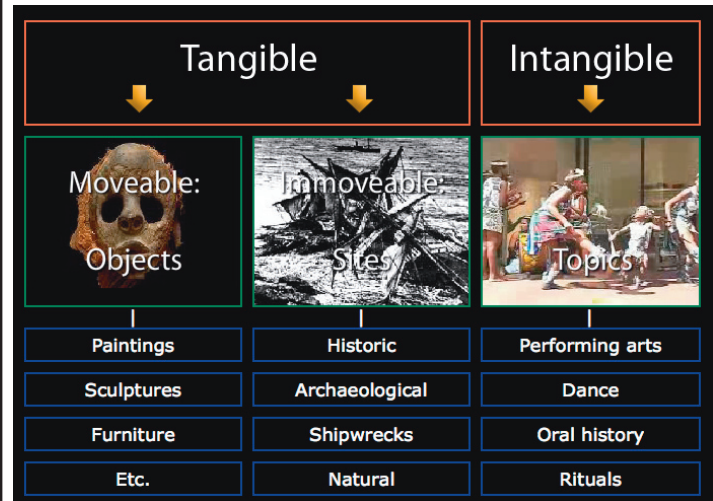 Tangible
Intangible
Moveable:
Objects
Immoveable:
Sites
Topics
Paintings
Historic
Performing arts
Sculptures
Archaeological
Dance
Furniture
Shipwrecks
Oral history
Etc.
Natural
Rituals